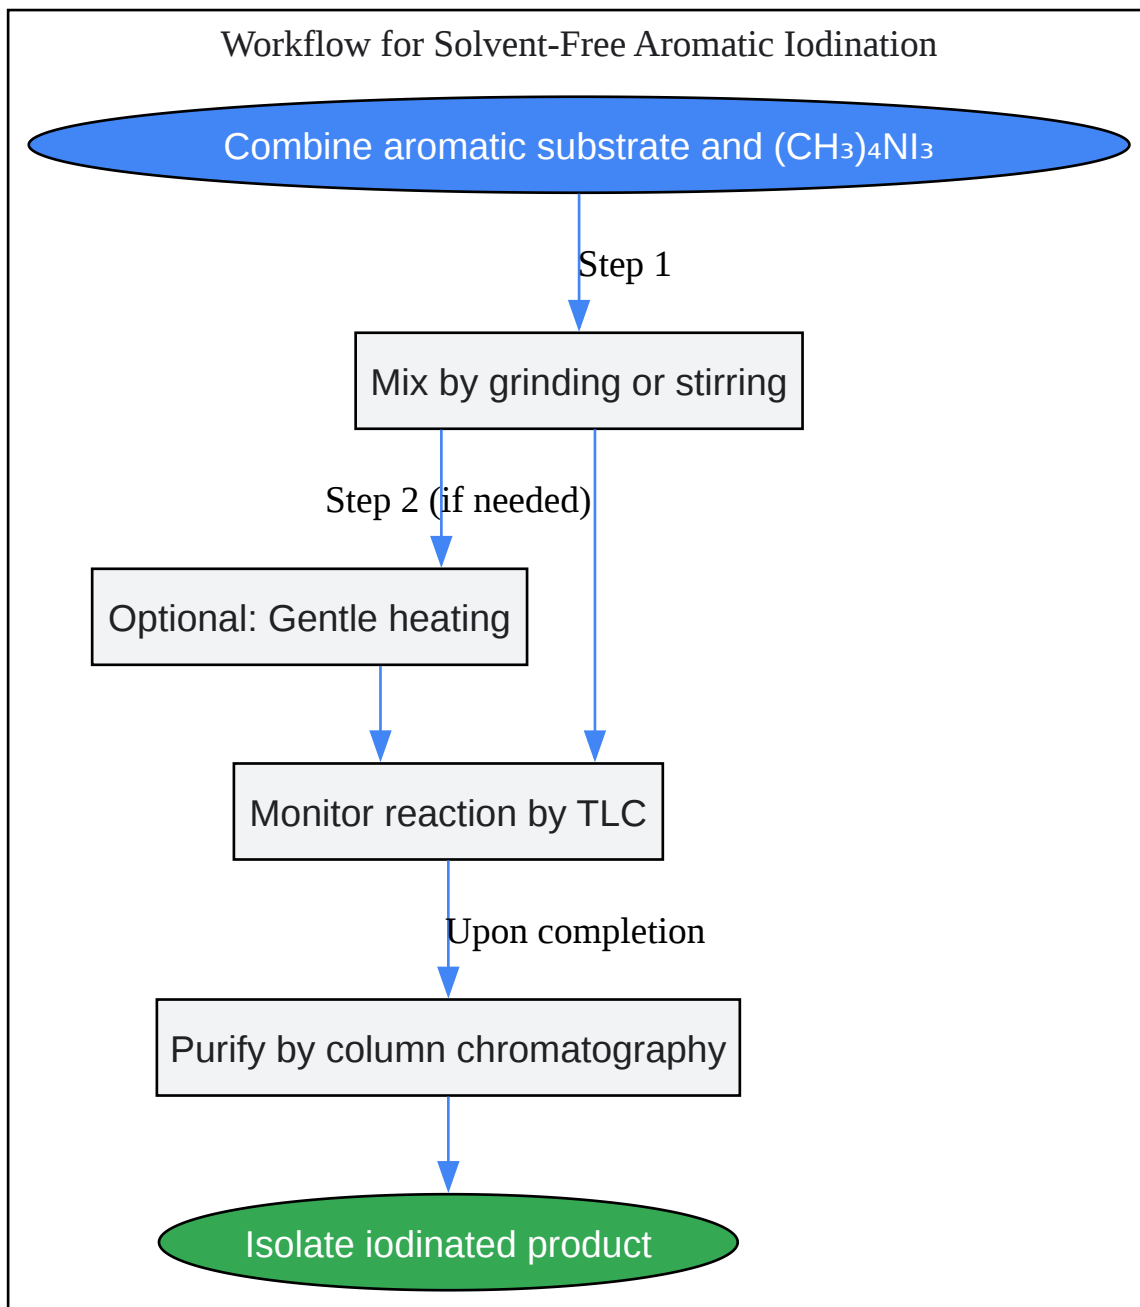 Workflow for Solvent-Free Aromatic Iodination
Combine aromatic substrate and (CH₃)₄NI₃
Step 1
Mix by grinding or stirring
Step 2 (if needed)
Optional: Gentle heating
Monitor reaction by TLC
Upon completion
Purify by column chromatography
Isolate iodinated product